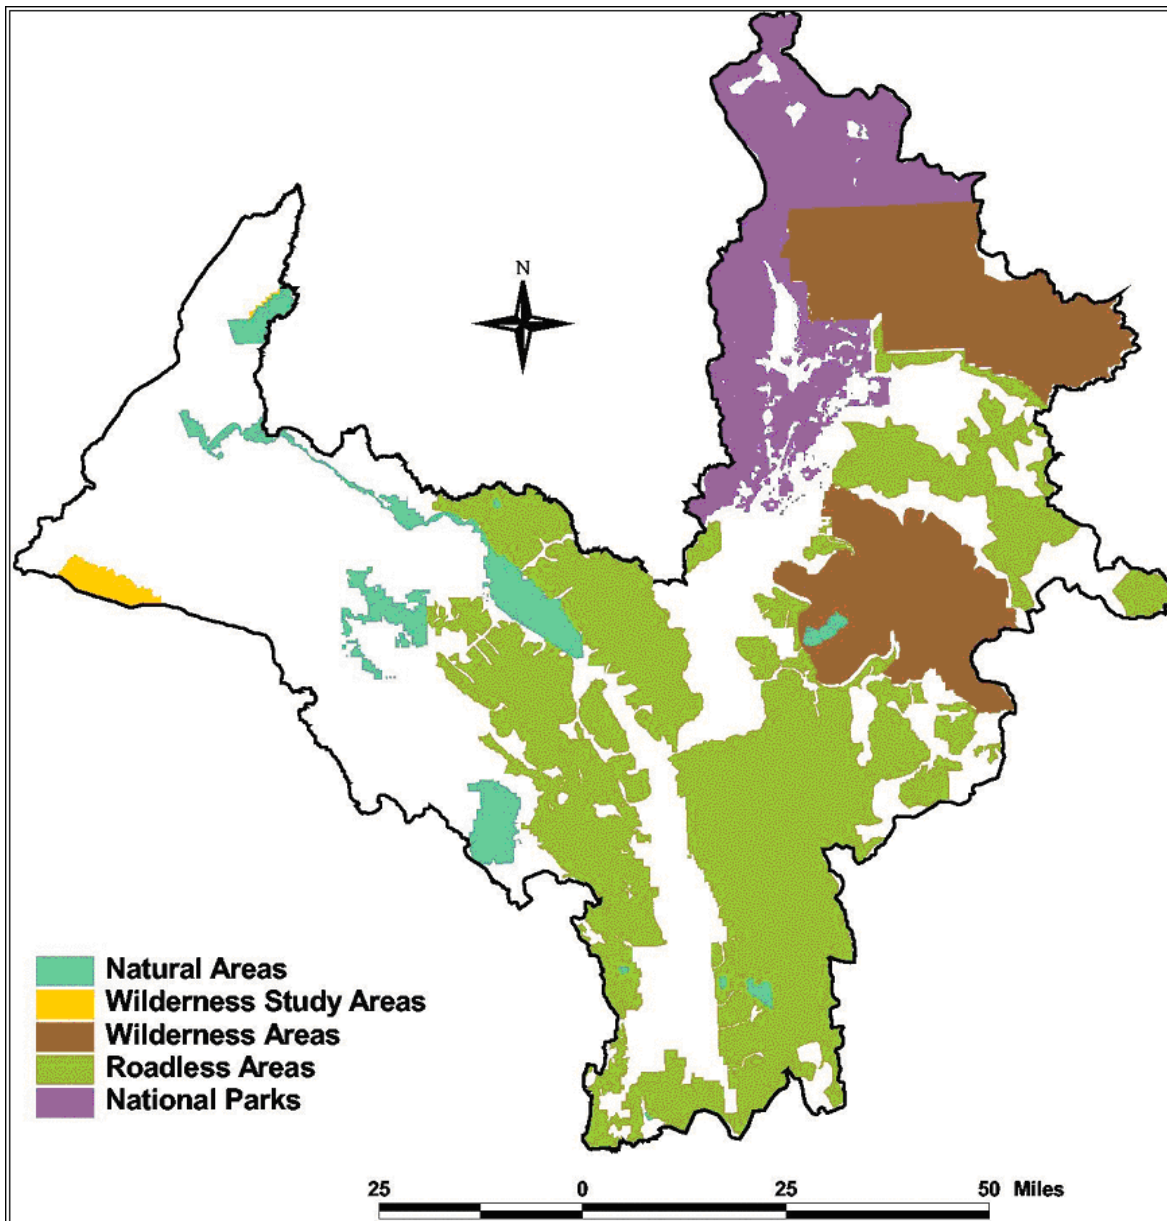 N
Natural Areas
Wilderness Study Areas
Wilderness Areas
Roadless Areas
National Parks
25 0 25 50 Miles